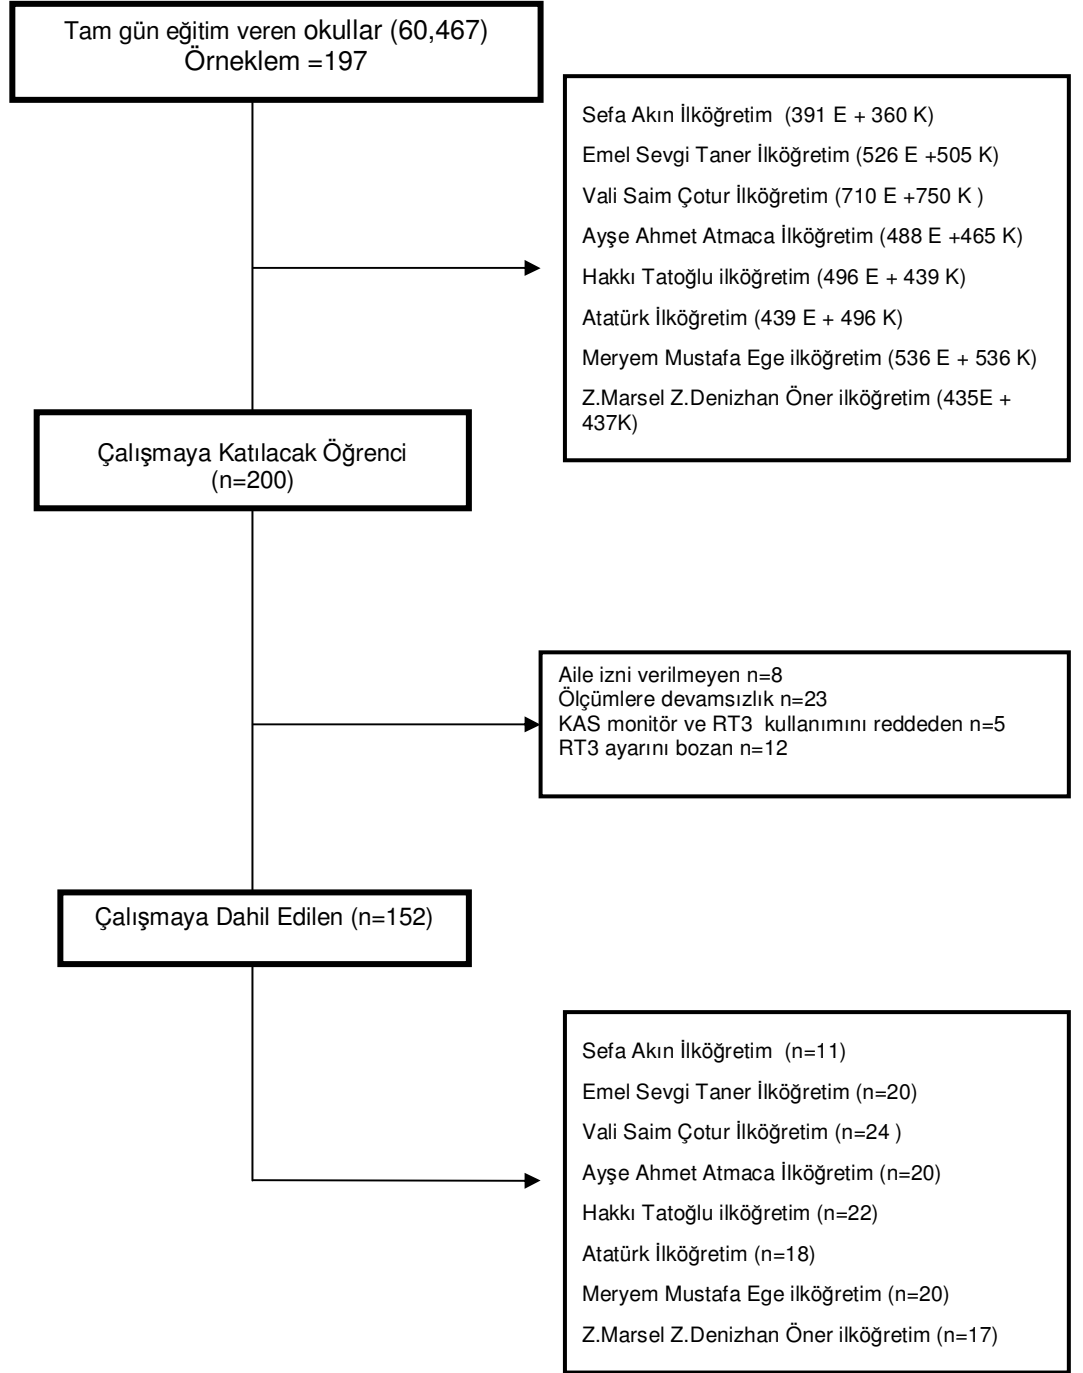 Tam gün eğitim veren okullar (60,467)
Örneklem =197
Sefa Akın İlköğretim  (391 E + 360 K)
Emel Sevgi Taner İlköğretim (526 E +505 K)
Vali Saim Çotur İlköğretim (710 E +750 K )
Ayşe Ahmet Atmaca İlköğretim (488 E +465 K)
Hakkı Tatoğlu ilköğretim (496 E + 439 K)
Atatürk İlköğretim (439 E + 496 K)
Meryem Mustafa Ege ilköğretim (536 E + 536 K)
Z.Marsel Z.Denizhan Öner ilköğretim (435E +
437K)
Çalışmaya Katılacak Öğrenci
(n=200)
Aile izni verilmeyen n=8
Ölçümlere devamsızlık n=23
KAS monitör ve RT3  kullanımını reddeden n=5
RT3 ayarını bozan n=12
Çalışmaya Dahil Edilen (n=152)
Sefa Akın İlköğretim  (n=11)
Emel Sevgi Taner İlköğretim (n=20)
Vali Saim Çotur İlköğretim (n=24 )
Ayşe Ahmet Atmaca İlköğretim (n=20)
Hakkı Tatoğlu ilköğretim (n=22)
Atatürk İlköğretim (n=18)
Meryem Mustafa Ege ilköğretim (n=20)
Z.Marsel Z.Denizhan Öner ilköğretim (n=17)